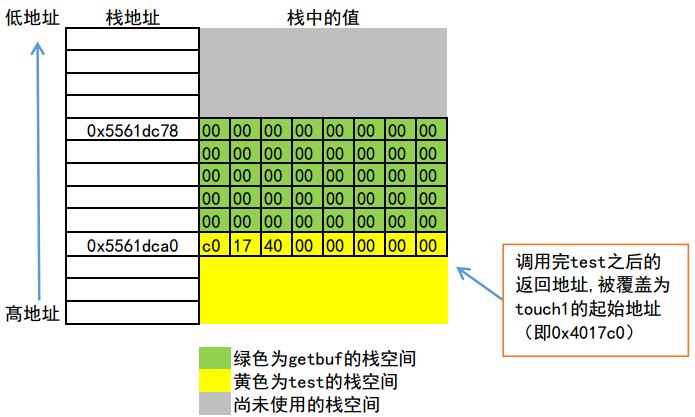 低地址 栈地址 栈中的值
0x5561dc78 00 00 00 00 00 00 00 00
00 00 00 00 00 00 00 00
00 00 00 00 00 00 00 00
00 00 00 00 00 00 00 00
00 00 00 00 00 00 00 00
0x5561dca0 c0 17 40 00 00 00 00 00
高地址
调用完test之后的
返回地址,被覆盖为
touch1的起始地址
（即0x4017c0）
绿色为getbuf的栈空间
黄色为test的栈空间
尚未使用的栈空间